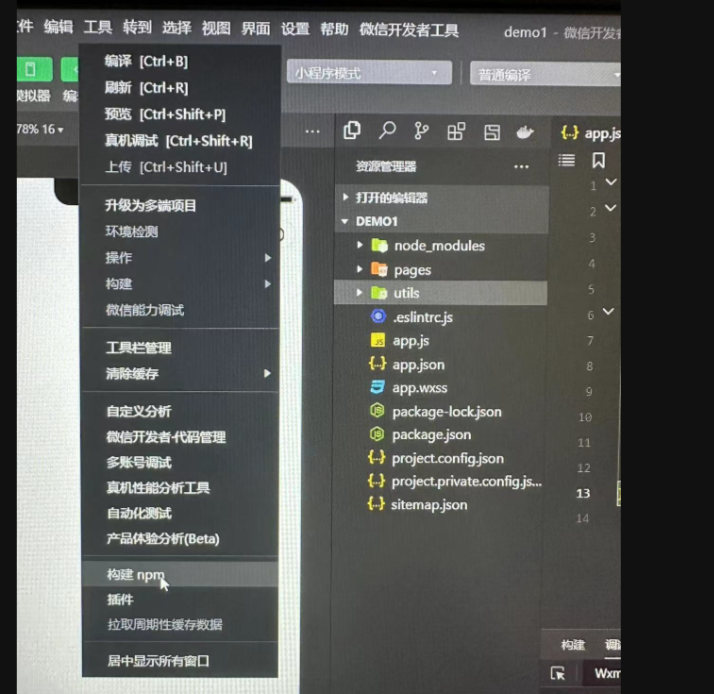 件 编辑 工具 转到 选择 视图 界面 设置 帮助 微信开发者工具
demo1 - 微信开发者
模拟器 编
小程序模式
普通编译
78% 16
编译 [Ctrl+B]
刷新 [Ctrl+R]
预览 [Ctrl+Shift+P]
真机调试 [Ctrl+Shift+R]
上传 [Ctrl+Shift+U]
升级为多端项目
环境检测
操作
构建
微信能力调试
工具栏管理
清除缓存
自定义分析
微信开发者·代码管理
多账号调试
真机性能分析工具
自动化测试
产品体验分析(Beta)
构建 npm
插件
拉取周期性缓存数据
居中显示所有窗口
资源管理器
打开的编辑器
DEMO1
node_modules
pages
utils
.eslintrc.js
app.js
app.json
app.wxss
package-lock.json
package.json
project.config.json
project.private.config.js...
sitemap.json
{..} app.js
1
2
3
4
5
6
7
8
9
10
11
12
13
14
构建 调
Wxm